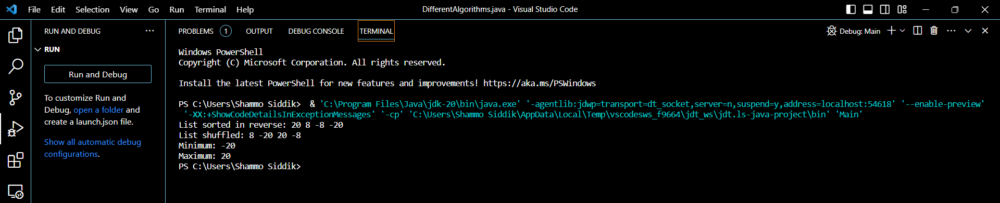 File Edit Selection View Go Run Terminal Help DifferentAlgorithms.java - Visual Studio Code
RUN AND DEBUG
RUN
Run and Debug
To customize Run and
Debug, open a folder and
create a launch.json file.
Show all automatic debug
configurations.
PROBLEMS 1 OUTPUT DEBUG CONSOLE TERMINAL Debug: Main
Windows PowerShell
Copyright (C) Microsoft Corporation. All rights reserved.
Install the latest PowerShell for new features and improvements! https://aka.ms/PSWindows
PS C:\Users\Shammo Siddik>  & 'C:\Program Files\Java\jdk-20\bin\java.exe' '-agentlib:jdwp=transport=dt_socket,server=n,suspend=y,address=localhost:54618' '--enable-preview'
'-XX:+ShowCodeDetailsInExceptionMessages' '-cp' 'C:\Users\Shammo Siddik\AppData\Local\Temp\vscodesws_f9664\jdt_ws\jdt.ls-java-project\bin' 'Main'
List sorted in reverse: 20 8 -8 -20
List shuffled: 8 -20 20 -8
Minimum: -20
Maximum: 20
PS C:\Users\Shammo Siddik>